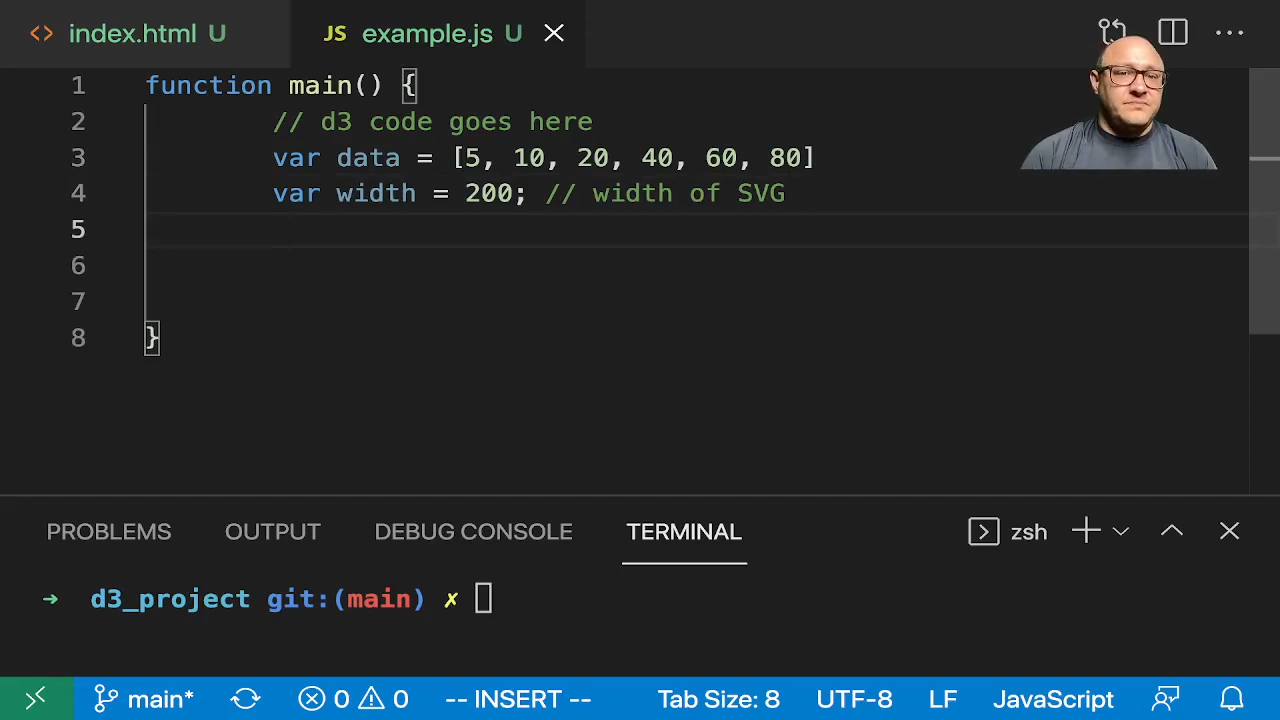 index.html U
JS example.js U
1 function main() {
2 // d3 code goes here
3 var data = [5, 10, 20, 40, 60, 80]
4 var width = 200; // width of SVG
5
6
7
8 }
PROBLEMS OUTPUT DEBUG CONSOLE TERMINAL zsh
→ d3_project git:(main) ✗
main* 0 0 -- INSERT -- Tab Size: 8 UTF-8 LF JavaScript